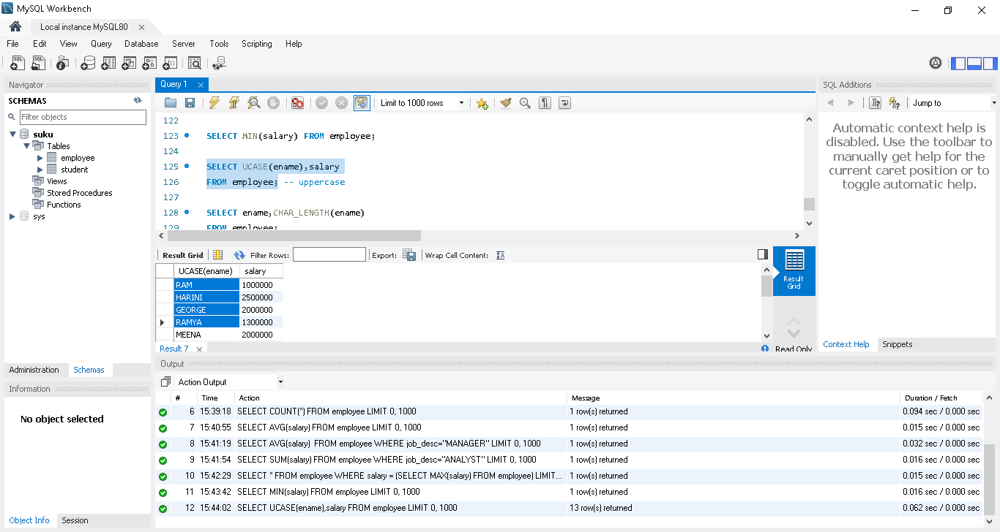 MySQL Workbench
Local instance MySQL80
File Edit View Query Database Server Tools Scripting Help
Navigator
SCHEMAS
Filter objects
suku
Tables
employee
student
Views
Stored Procedures
Functions
sys
Administration Schemas
Information
No object selected
Object Info Session
Query 1
Limit to 1000 rows
122
123 SELECT MIN(salary) FROM employee;
124
125 SELECT UCASE(ename),salary
126 FROM employee; -- uppercase
127
128 SELECT ename,CHAR_LENGTH(ename)
129 FROM employee;
Result Grid Filter Rows: Export: Wrap Cell Content:
UCASE(ename) salary
RAM 1000000
HARINI 2500000
GEORGE 2000000
RAMYA 1300000
MEENA 2000000
Result Grid
Result 7 Read Only
SQL Additions
Jump to
Automatic context help is
disabled. Use the toolbar to
manually get help for the
current caret position or to
toggle automatic help.
Context Help Snippets
Output
Action Output
# Time Action Message Duration / Fetch
6 15:39:18 SELECT COUNT(*) FROM employee LIMIT 0, 1000 1 row(s) returned 0.094 sec / 0.000 sec
7 15:40:55 SELECT AVG(salary) FROM employee LIMIT 0, 1000 1 row(s) returned 0.015 sec / 0.000 sec
8 15:41:19 SELECT AVG(salary) FROM employee WHERE job_desc="MANAGER" LIMIT 0, 1000 1 row(s) returned 0.032 sec / 0.000 sec
9 15:41:54 SELECT SUM(salary) FROM employee WHERE job_desc="ANALYST" LIMIT 0, 1000 1 row(s) returned 0.016 sec / 0.000 sec
10 15:42:29 SELECT * FROM employee WHERE salary = (SELECT MAX(salary) FROM employee) LIMIT... 1 row(s) returned 0.015 sec / 0.000 sec
11 15:43:42 SELECT MIN(salary) FROM employee LIMIT 0, 1000 1 row(s) returned 0.016 sec / 0.000 sec
12 15:44:02 SELECT UCASE(ename),salary FROM employee LIMIT 0, 1000 13 row(s) returned 0.062 sec / 0.000 sec